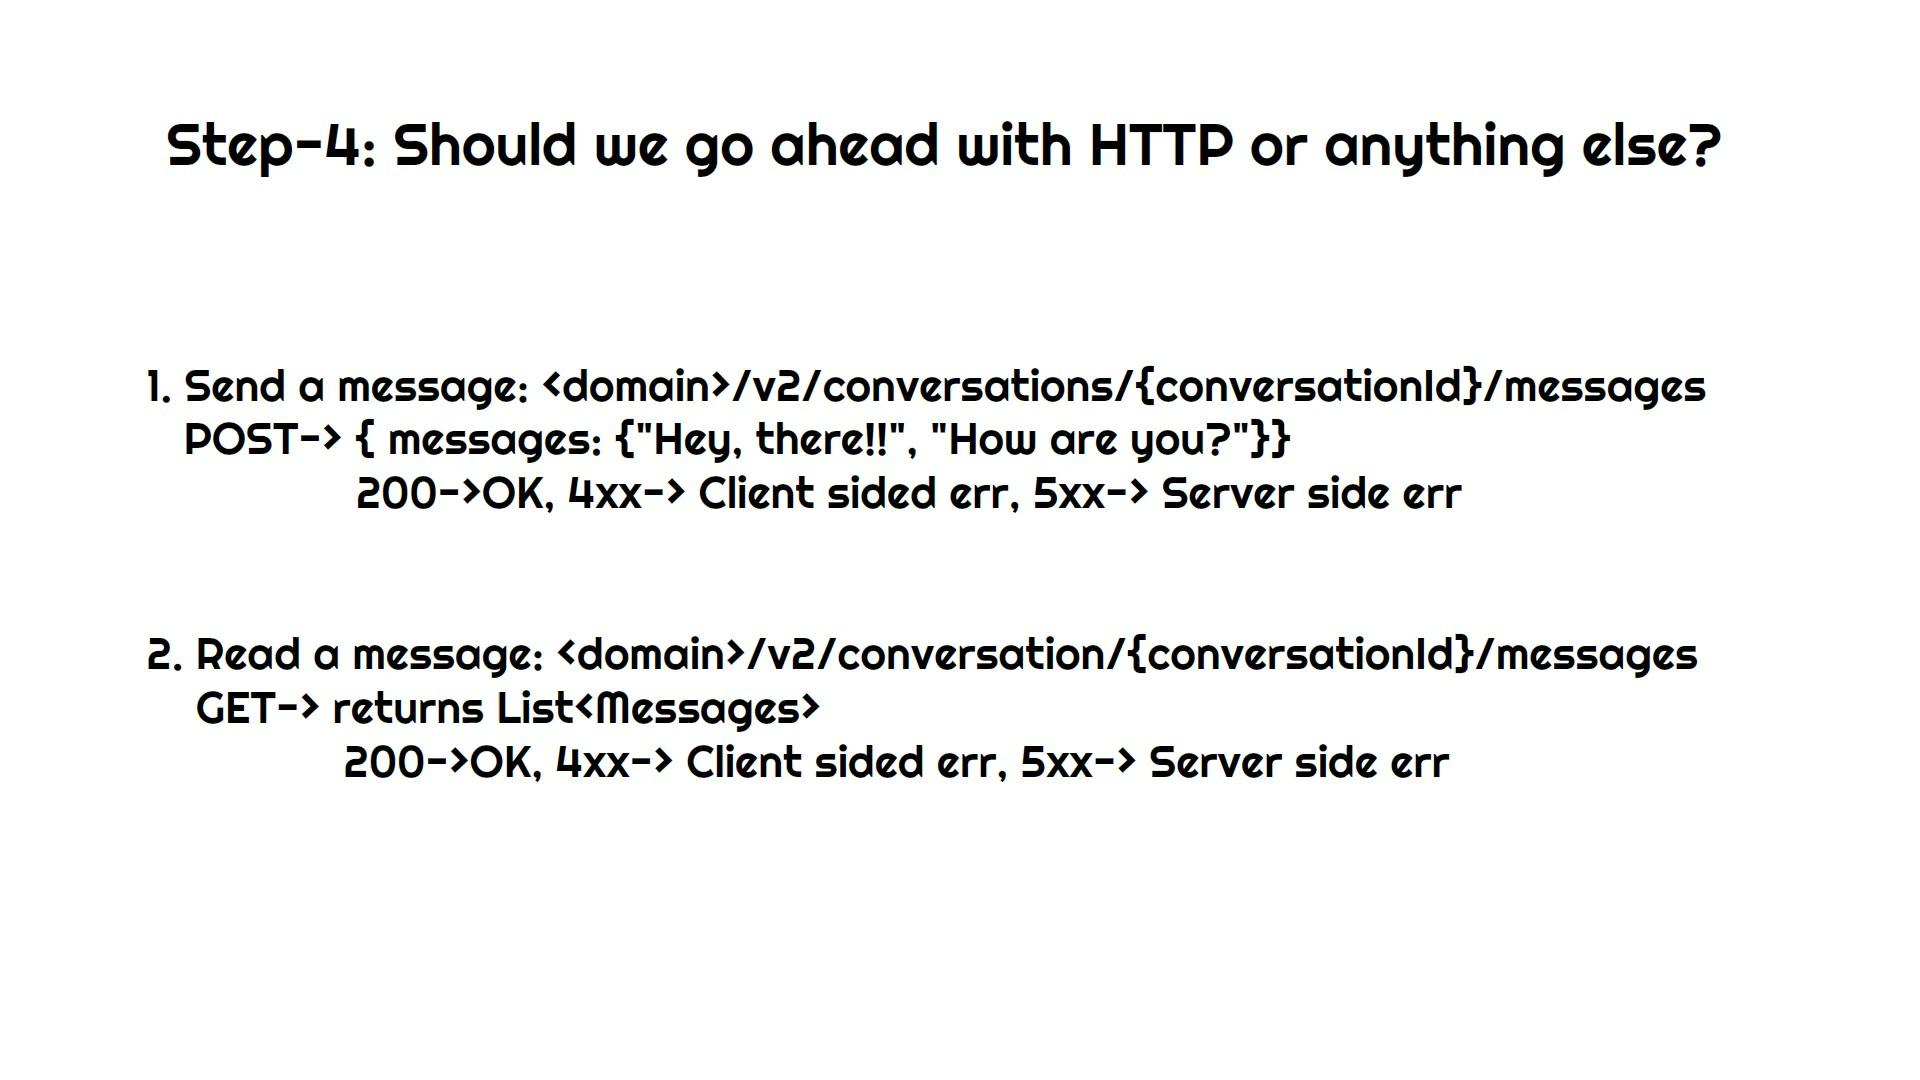 Step-4: Should we go ahead with HTTP or anything else?
1. Send a message: <domain>/v2/conversations/{conversationId}/messages
POST-> { messages: {"Hey, there!!", "How are you?"}}
200->OK, 4xx-> Client sided err, 5xx-> Server side err
2. Read a message: <domain>/v2/conversation/{conversationId}/messages
GET-> returns List<Messages>
200->OK, 4xx-> Client sided err, 5xx-> Server side err